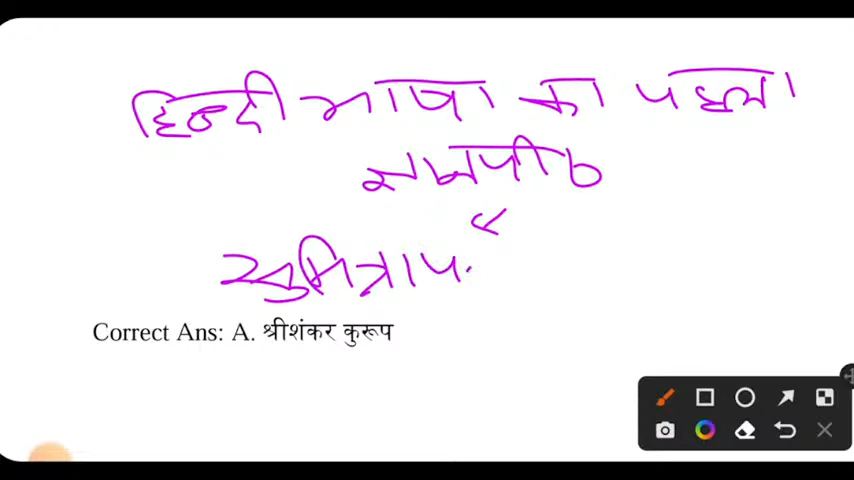 हिन्दी भाषा का पहला
ज्ञानपीठ
सुमित्राप.
Correct Ans: A. श्रीशंकर कुरूप